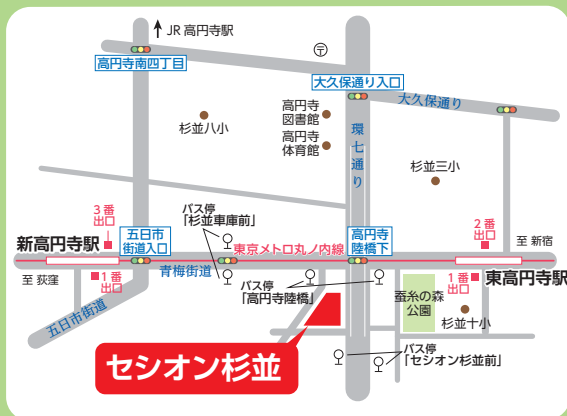 JR 高円寺駅
〒
高円寺南四丁目
大久保通り入口
大久保通り
高円寺
図書館
高円寺
体育館
杉並八小
環七通り
杉並三小
3番
出口
バス停
「杉並車庫前」
2番
出口
新高円寺駅
五日市
街道入口
東京メトロ丸ノ内線
高円寺
陸橋下
至 新宿
至 荻窪
1番
出口
青梅街道
バス停
「高円寺陸橋」
蚕糸の森
公園
1番
出口
東高円寺駅
五日市街道
杉並十小
セシオン杉並
バス停
「セシオン杉並前」